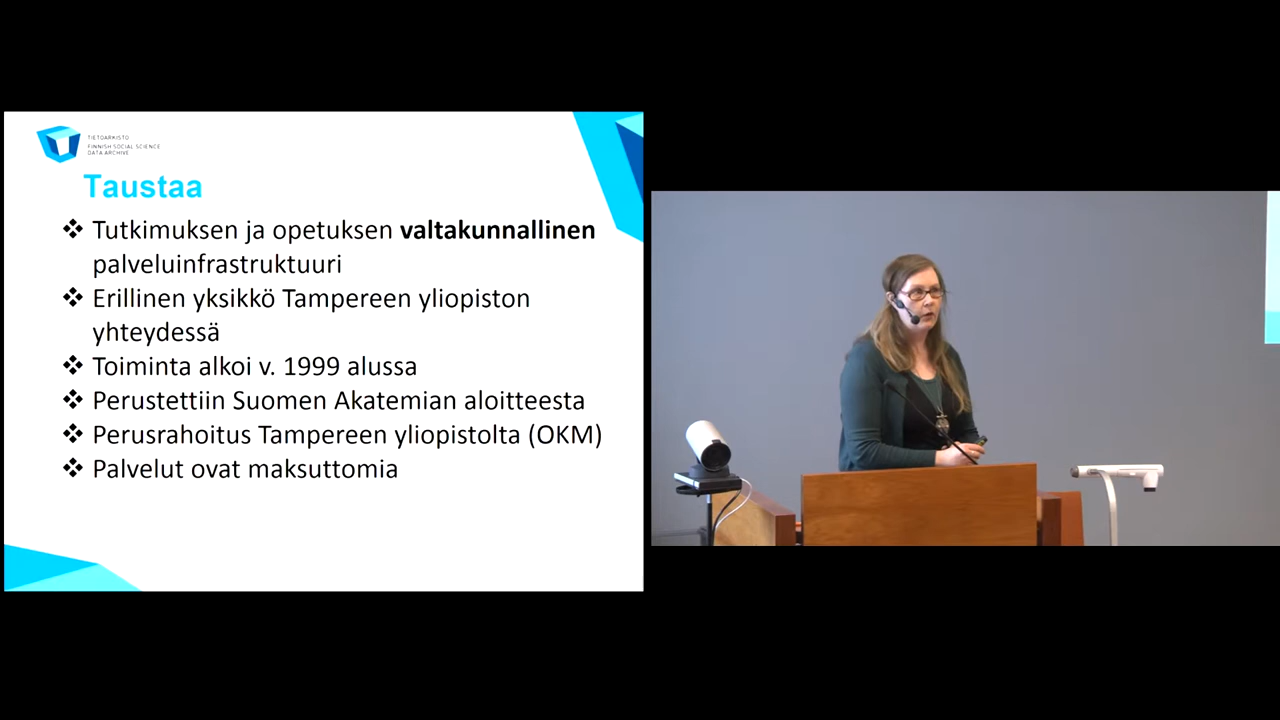 TIETOARKISTO
FINNISH SOCIAL SCIENCE
DATA ARCHIVE
Taustaa
❖ Tutkimuksen ja opetuksen valtakunnallinen
palveluinfrastruktuuri
❖ Erillinen yksikkö Tampereen yliopiston
yhteydessä
❖ Toiminta alkoi v. 1999 alussa
❖ Perustettiin Suomen Akatemian aloitteesta
❖ Perusrahoitus Tampereen yliopistolta (OKM)
❖ Palvelut ovat maksuttomia